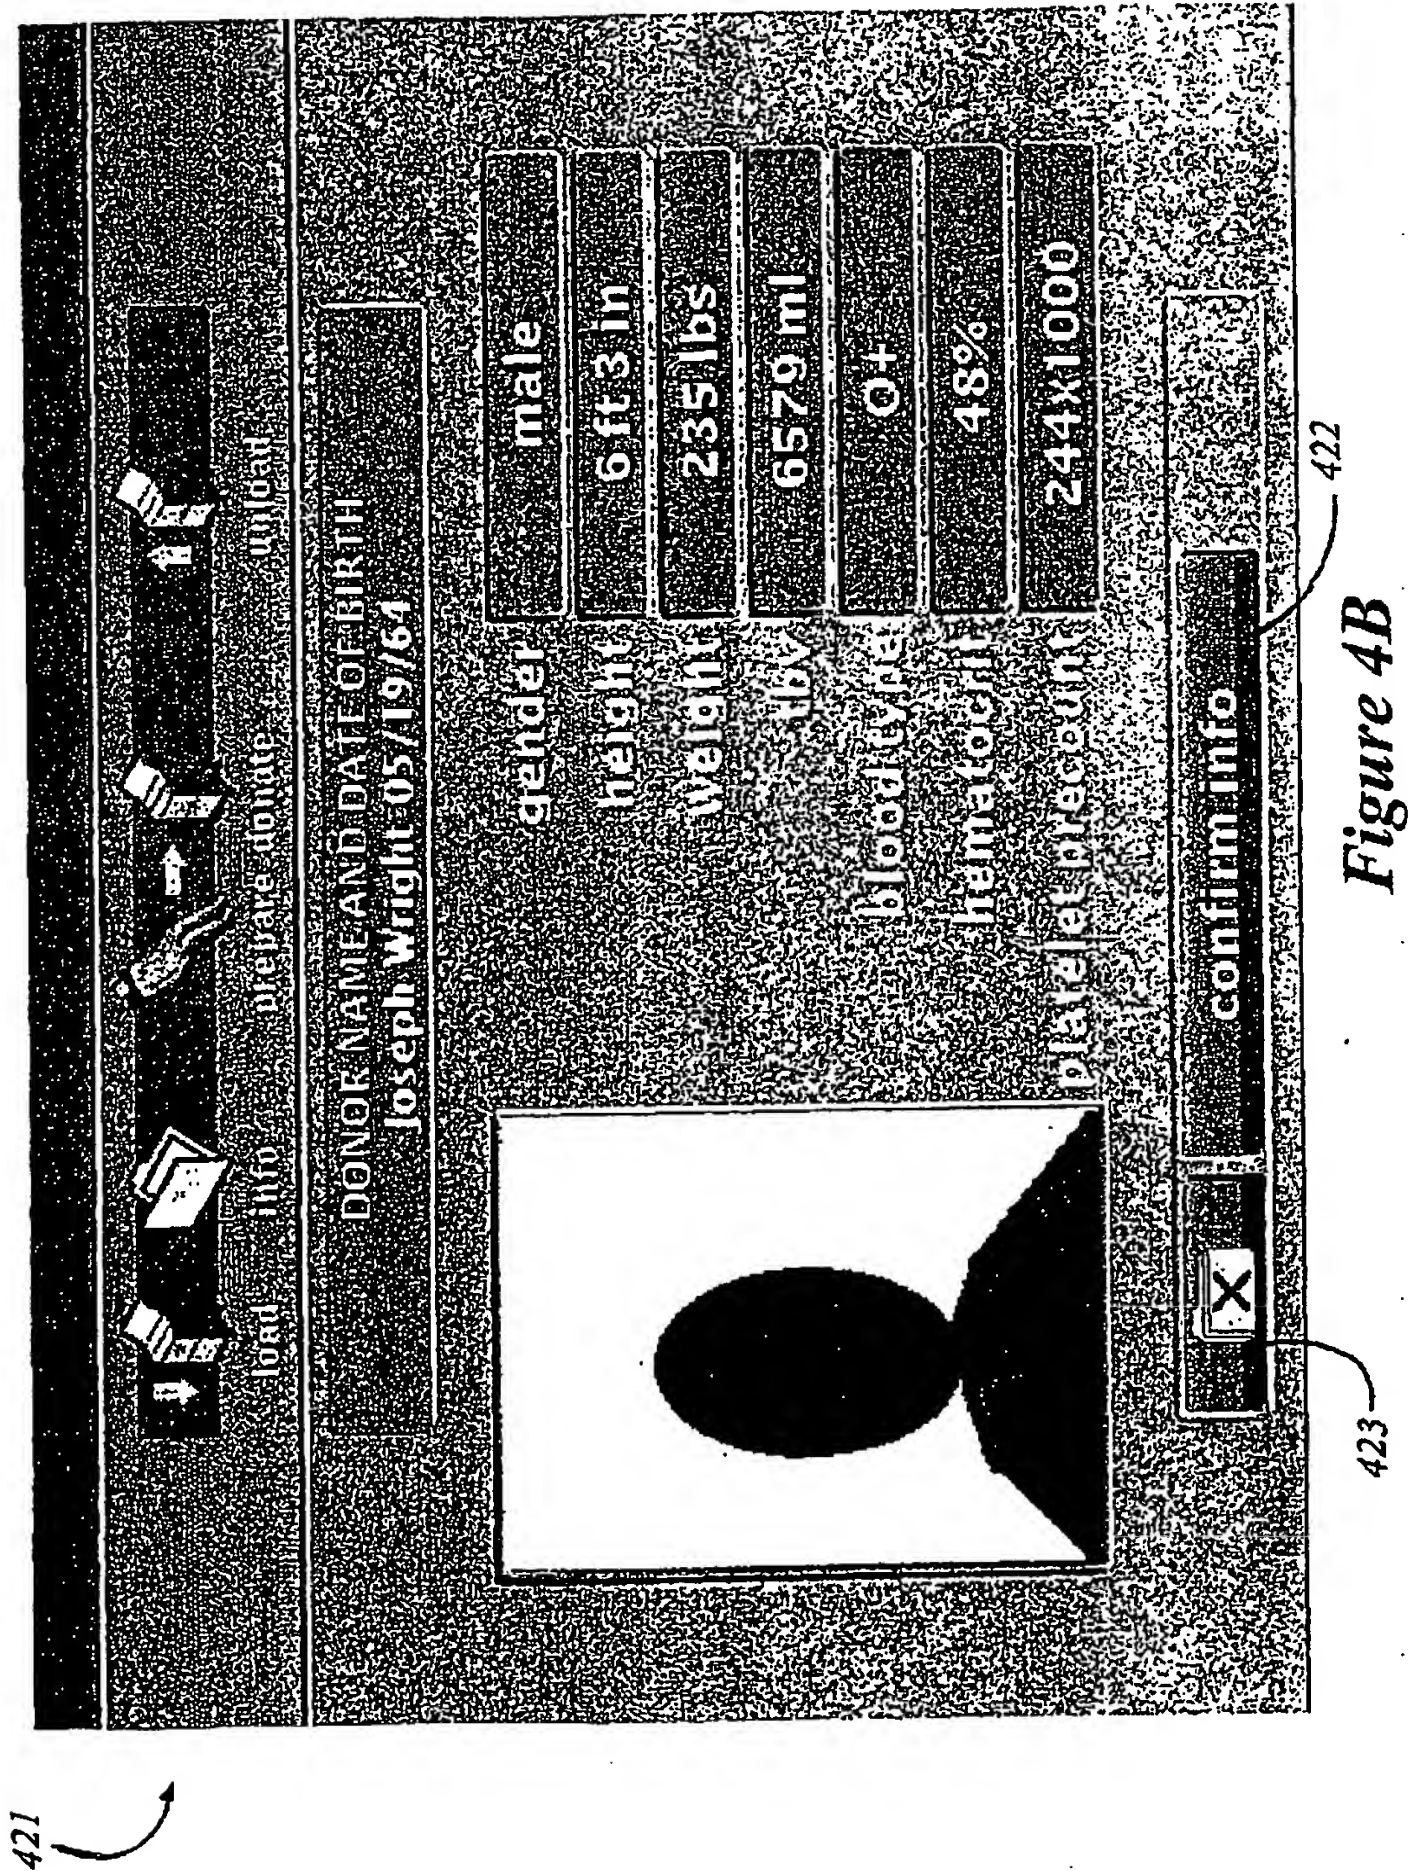 421
load info prepare donate unload
DONOR NAME AND DATE OF BIRTH
Joseph Wright 05/19/64
gender male
height 6 ft 3 in
weight 235 lbs
tbv 6579 ml
bloodtype O+
hematocrit 48%
platelet precount 244x1000
X confirm info
423
422
Figure 4B